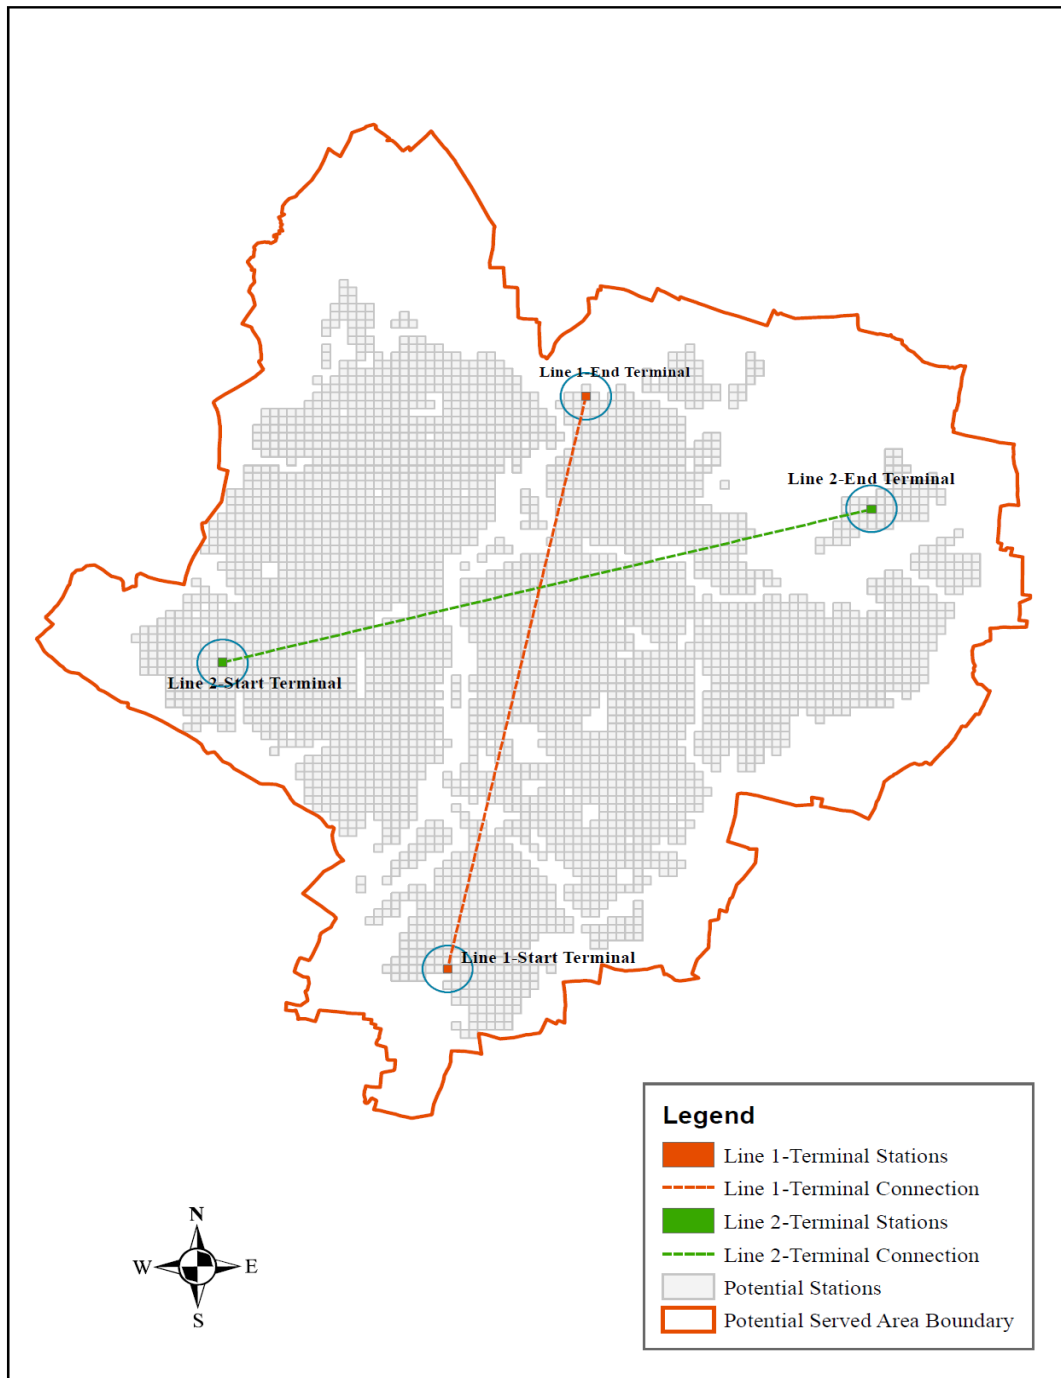 Line 1-End Terminal
Line 2-End Terminal
Line 2-Start Terminal
Line 1-Start Terminal
Legend
Line 1-Terminal Stations
Line 1-Terminal Connection
Line 2-Terminal Stations
Line 2-Terminal Connection
Potential Stations
Potential Served Area Boundary
N
W E
S